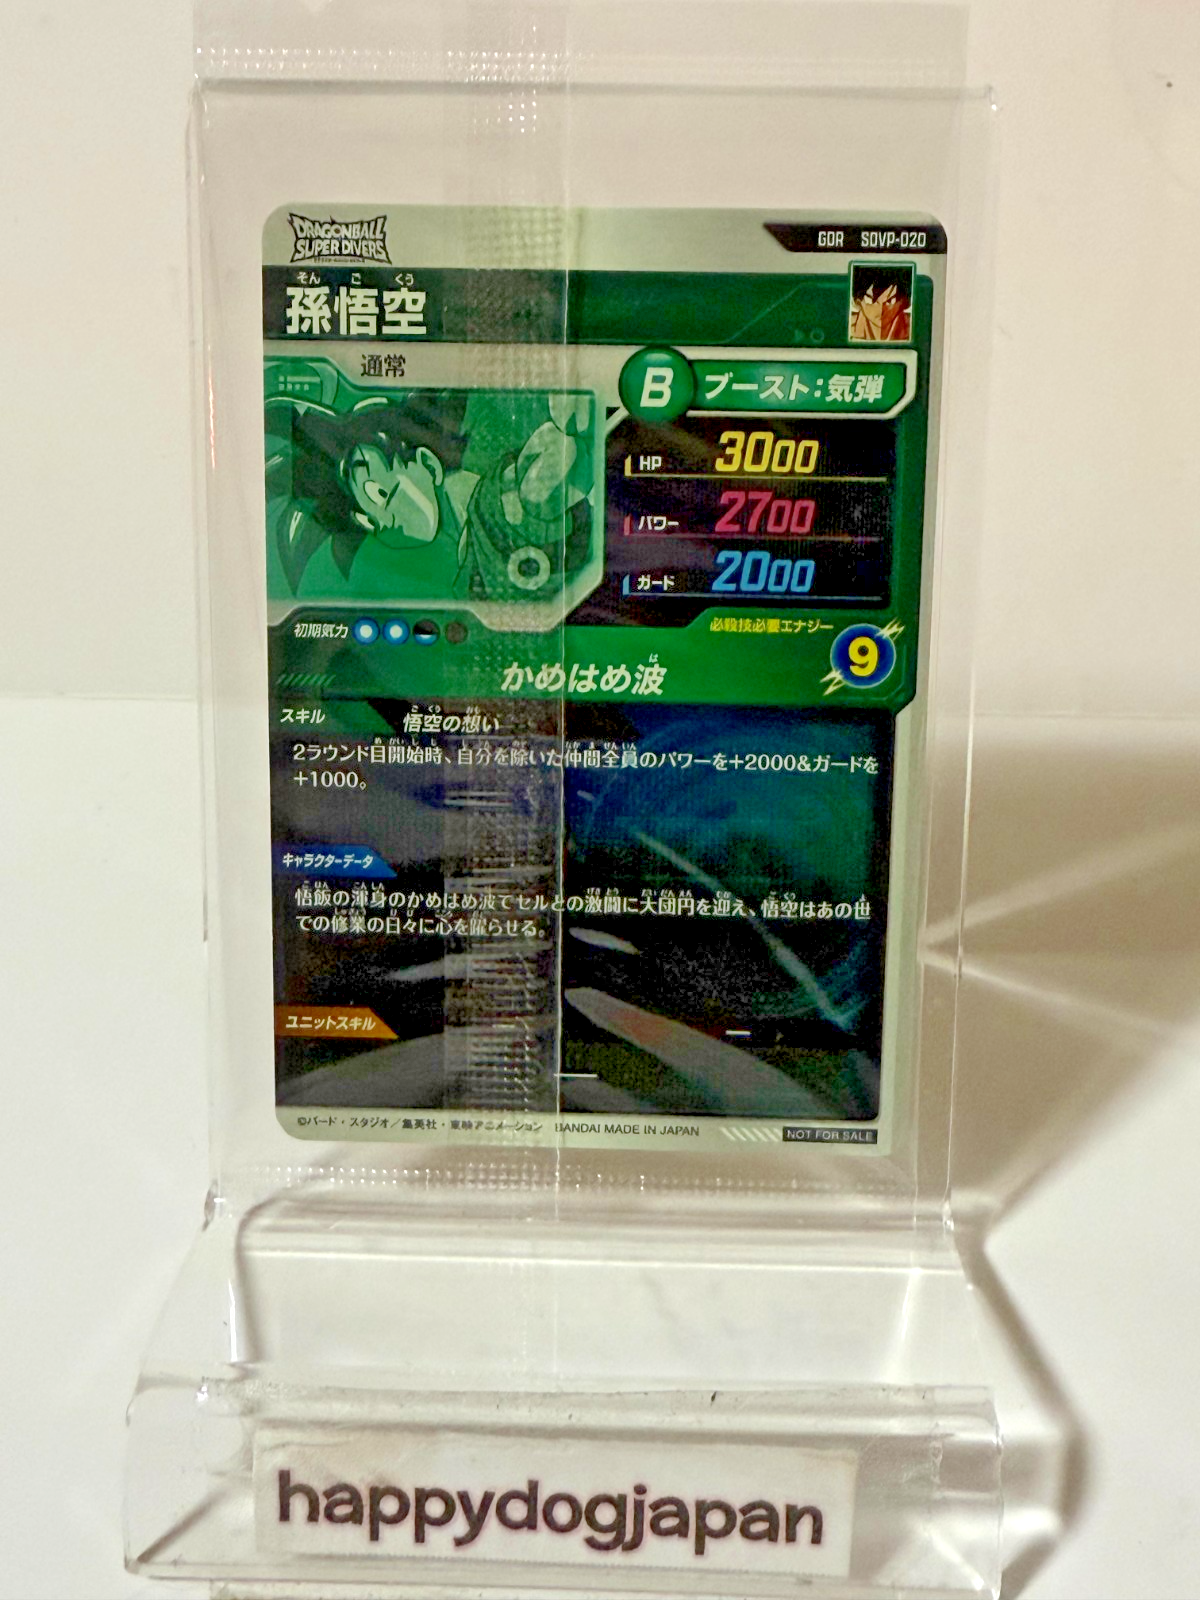 DRAGONBALL
SUPER DIVERS
GDR SDVP-020
そん ご くう
孫悟空
通常
B ブースト:気弾
HP 3000
パワー 2700
ガード 2000
初期気力
必殺技必要エナジー
9
は
かめはめ波
スキル
ごくう おも
悟空の想い
2ラウンド目開始時、自分を除いた仲間全員のパワーを+2000&ガードを
+1000。
キャラクターデータ
悟飯の渾身のかめはめ波でセルとの激闘に大団円を迎え、悟空はあの世
での修業の日々に心を躍らせる。
ユニットスキル
—
—
©バード・スタジオ/集英社・東映アニメーション BANDAI MADE IN JAPAN
NOT FOR SALE
happydogjapan